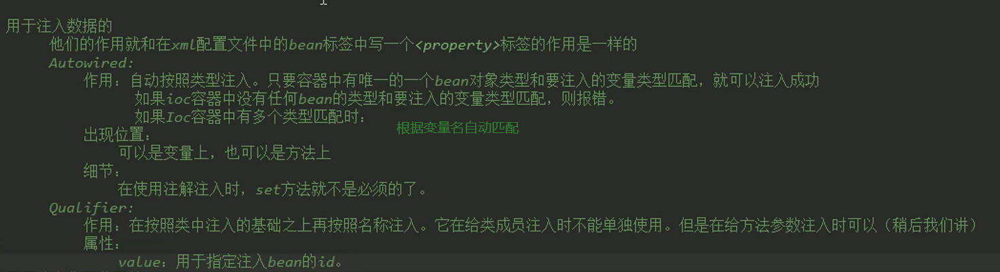 用于注入数据的
他们的作用就和在xml配置文件中的bean标签中写一个<property>标签的作用是一样的
Autowired:
作用：自动按照类型注入。只要容器中有唯一的一个bean对象类型和要注入的变量类型匹配，就可以注入成功
如果ioc容器中没有任何bean的类型和要注入的变量类型匹配，则报错。
如果Ioc容器中有多个类型匹配时：
根据变量名自动匹配
出现位置：
可以是变量上，也可以是方法上
细节：
在使用注解注入时，set方法就不是必须的了。
Qualifier:
作用：在按照类中注入的基础之上再按照名称注入。它在给类成员注入时不能单独使用。但是在给方法参数注入时可以（稍后我们讲）
属性：
value：用于指定注入bean的id。